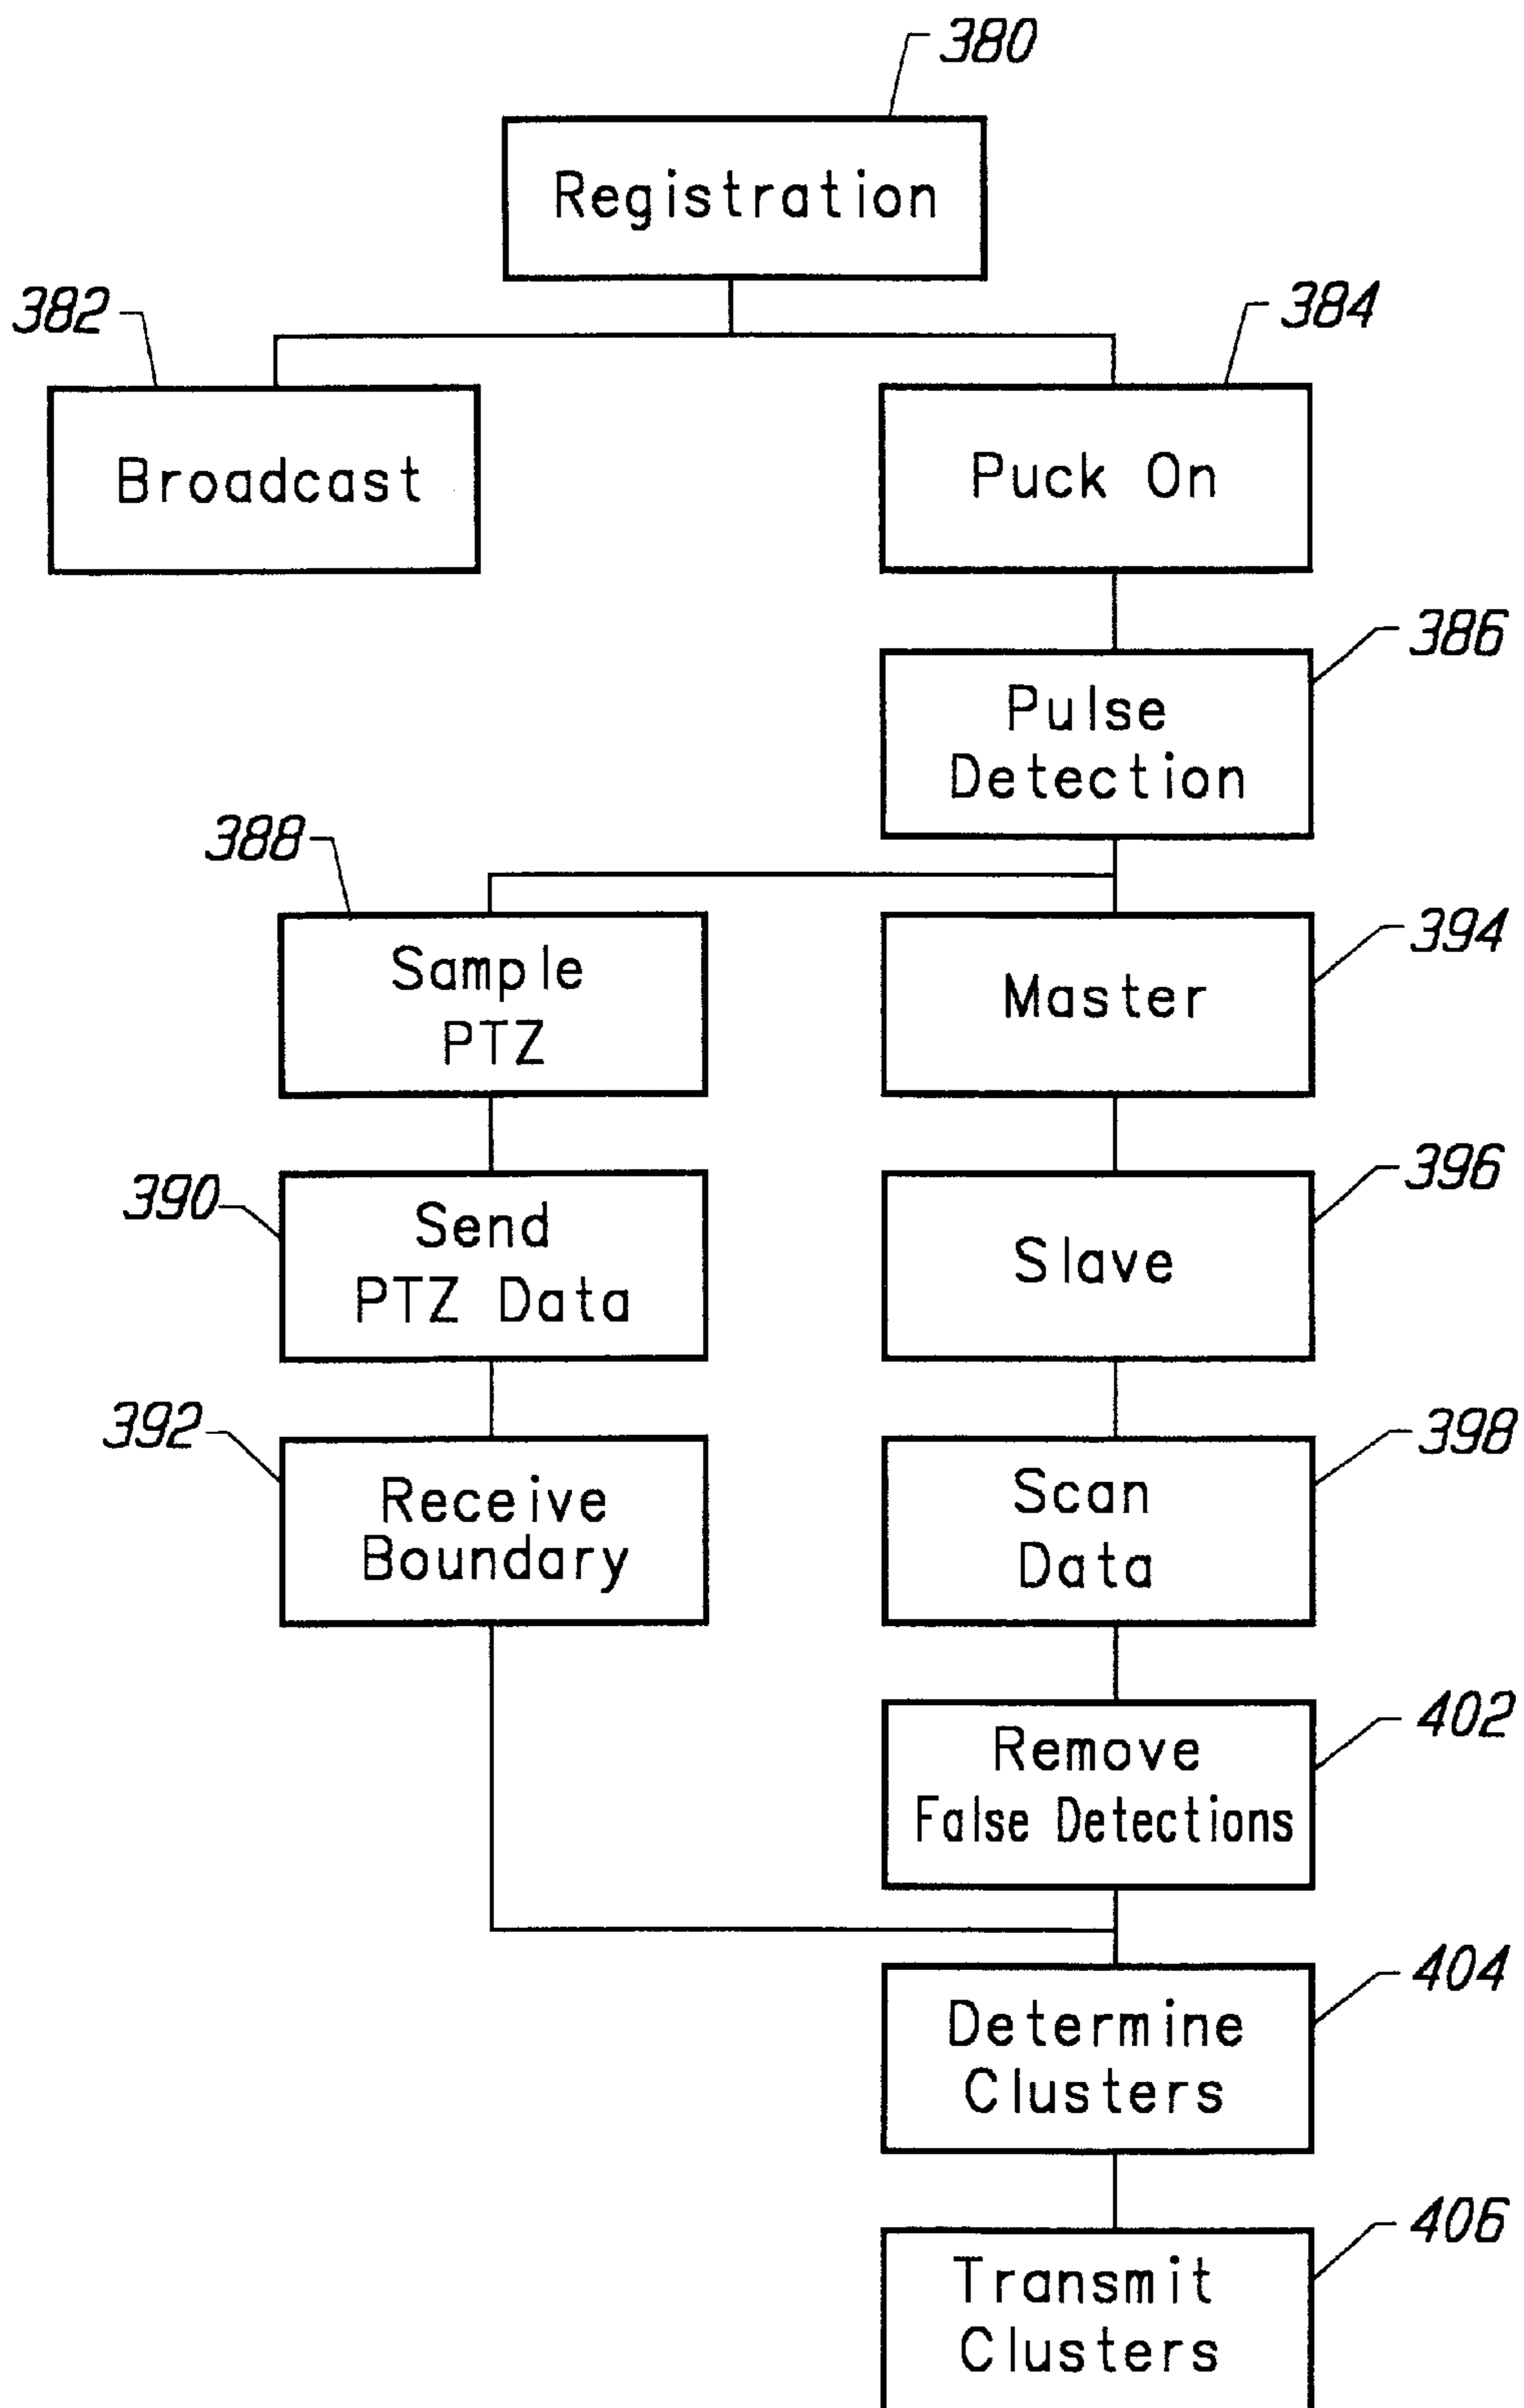 380
Registration
382
384
Broadcast
Puck On
386
Pulse
Detection
388
394
Sample
PTZ
Master
390
396
Send
PTZ Data
Slave
392
398
Receive
Boundary
Scan
Data
402
Remove
False Detections
404
Determine
Clusters
406
Transmit
Clusters